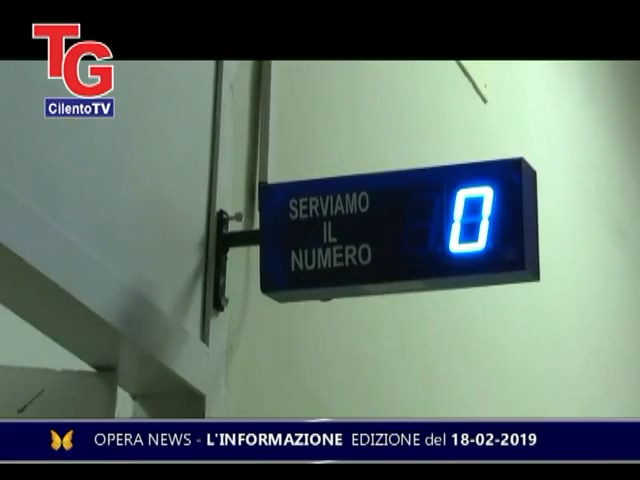 TG
CilentoTV
SERVIAMO
IL
NUMERO
0
OPERA NEWS - L'INFORMAZIONE EDIZIONE del 18-02-2019